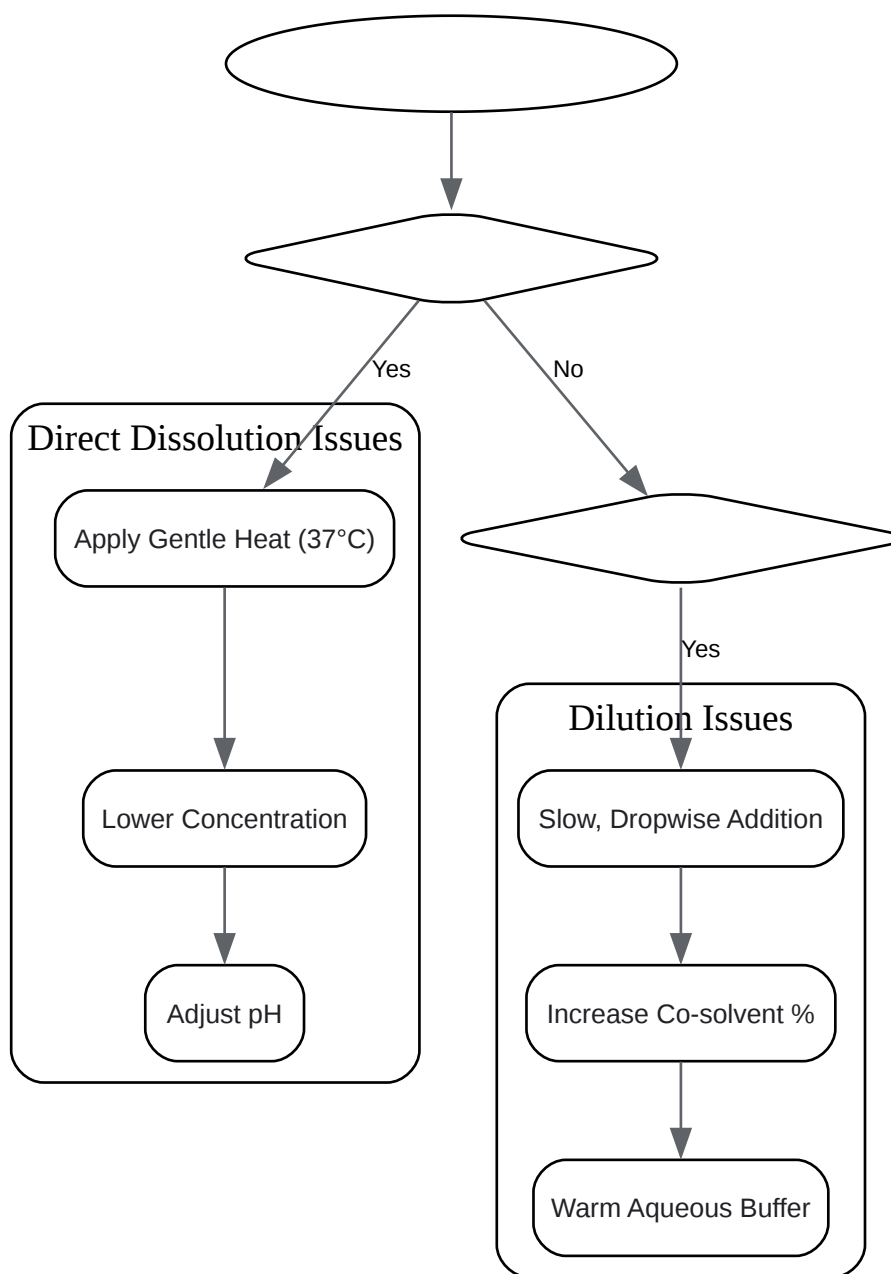 Yes
No
Direct Dissolution Issues
Apply Gentle Heat (37°C)
Yes
Dilution Issues
Lower Concentration
Slow, Dropwise Addition
Adjust pH
Increase Co-solvent %
Warm Aqueous Buffer